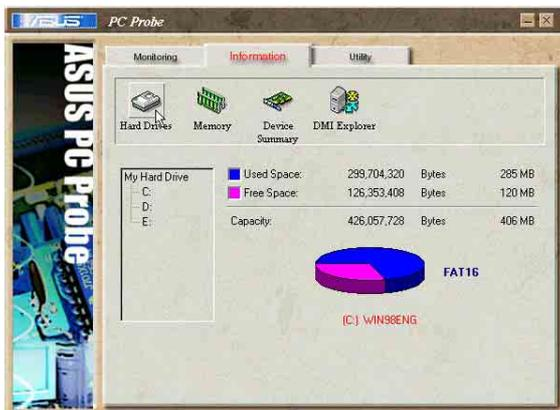 ASUS PC Probe
Monitoring Information Utility
Hard Drives Memory Device Summary DMI Explorer
My Hard Drive
C:
D:
E:
Used Space: 299,704,320 Bytes 285 MB
Free Space: 126,353,408 Bytes 120 MB
Capacity: 426,057,728 Bytes 406 MB
FAT16
(C:) WIN98ENG
ASUS PC Probe